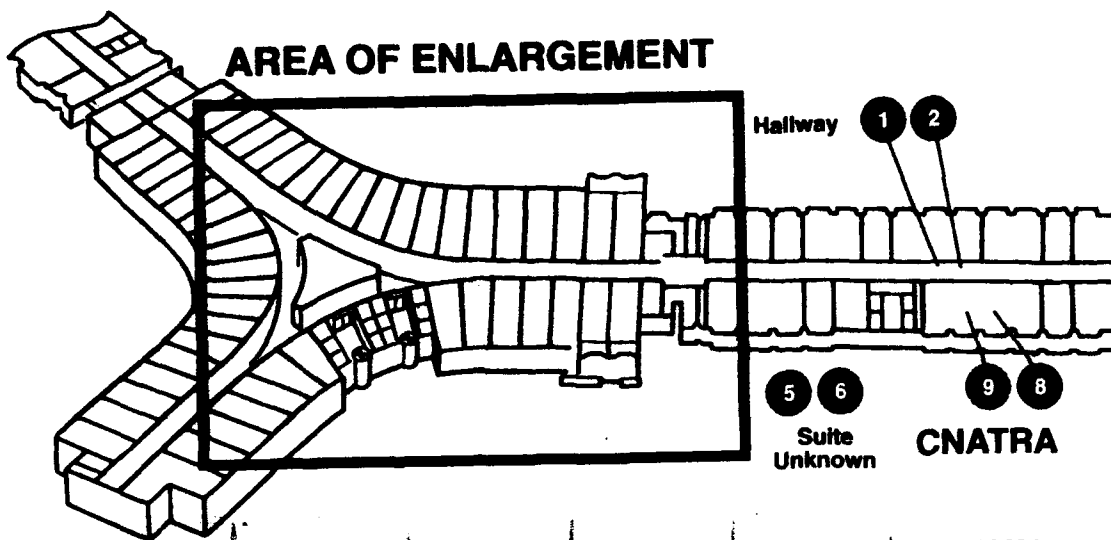 AREA OF ENLARGEMENT
Hallway 1 2
9 8
5 6
Suite
Unknown
CNATRA